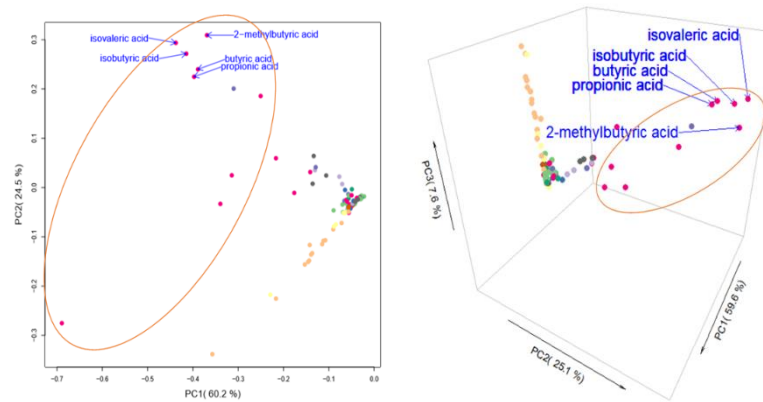 2-methylbutyric acid
isovaleric acid
isobutyric acid
butyric acid
propionic acid
PC2( 24.5 %)
0.3
0.2
0.1
0.0
-0.1
-0.2
-0.3
-0.7
-0.6
-0.5
-0.4
-0.3
-0.2
-0.1
0.0
PC1( 60.2 %)
isovaleric acid
isobutyric acid
butyric acid
propionic acid
2-methylbutyric acid
PC3( 7.6 %)
PC2( 25.1 %)
PC1( 59.6 %)